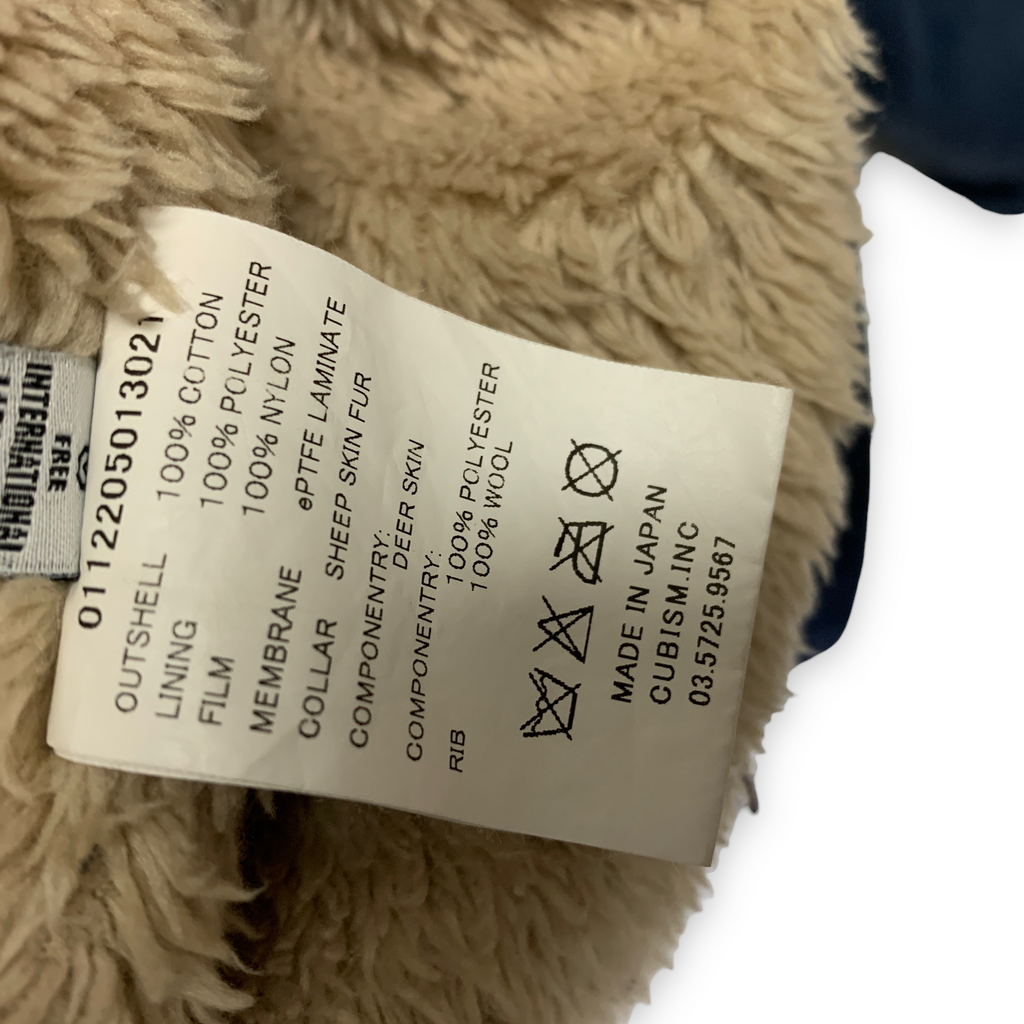 INTERNATIONAL
FREE
0112205013021
OUTSHELL 100% COTTON
LINING 100% POLYESTER
FILM 100% NYLON
MEMBRANE ePTFE LAMINATE
COLLAR SHEEP SKIN FUR
COMPONENTRY:
DEER SKIN
COMPONENTRY:
100% POLYESTER
RIB 100% WOOL
MADE IN JAPAN
CUBISM.INC
03.5725.9567